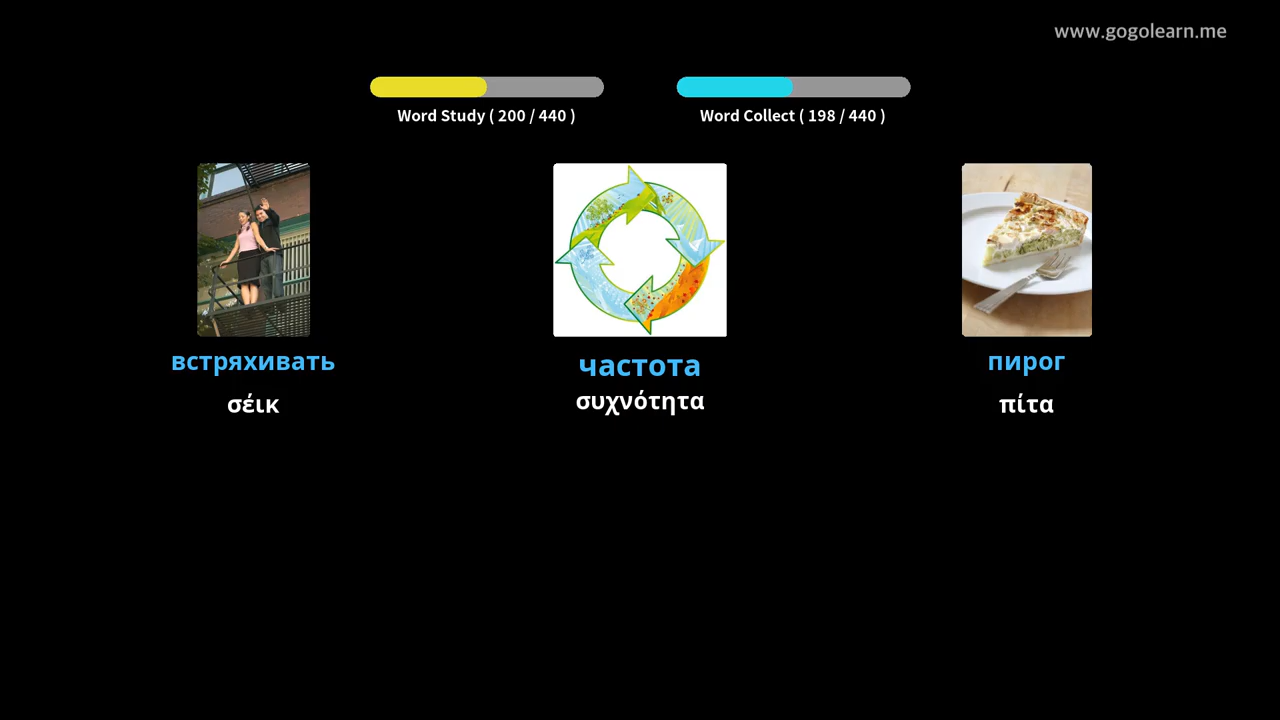 www.gogolearn.me
Word Study ( 200 / 440 )
Word Collect ( 198 / 440 )
встряхивать
σέικ
частота
συχνότητα
пирог
πίτα